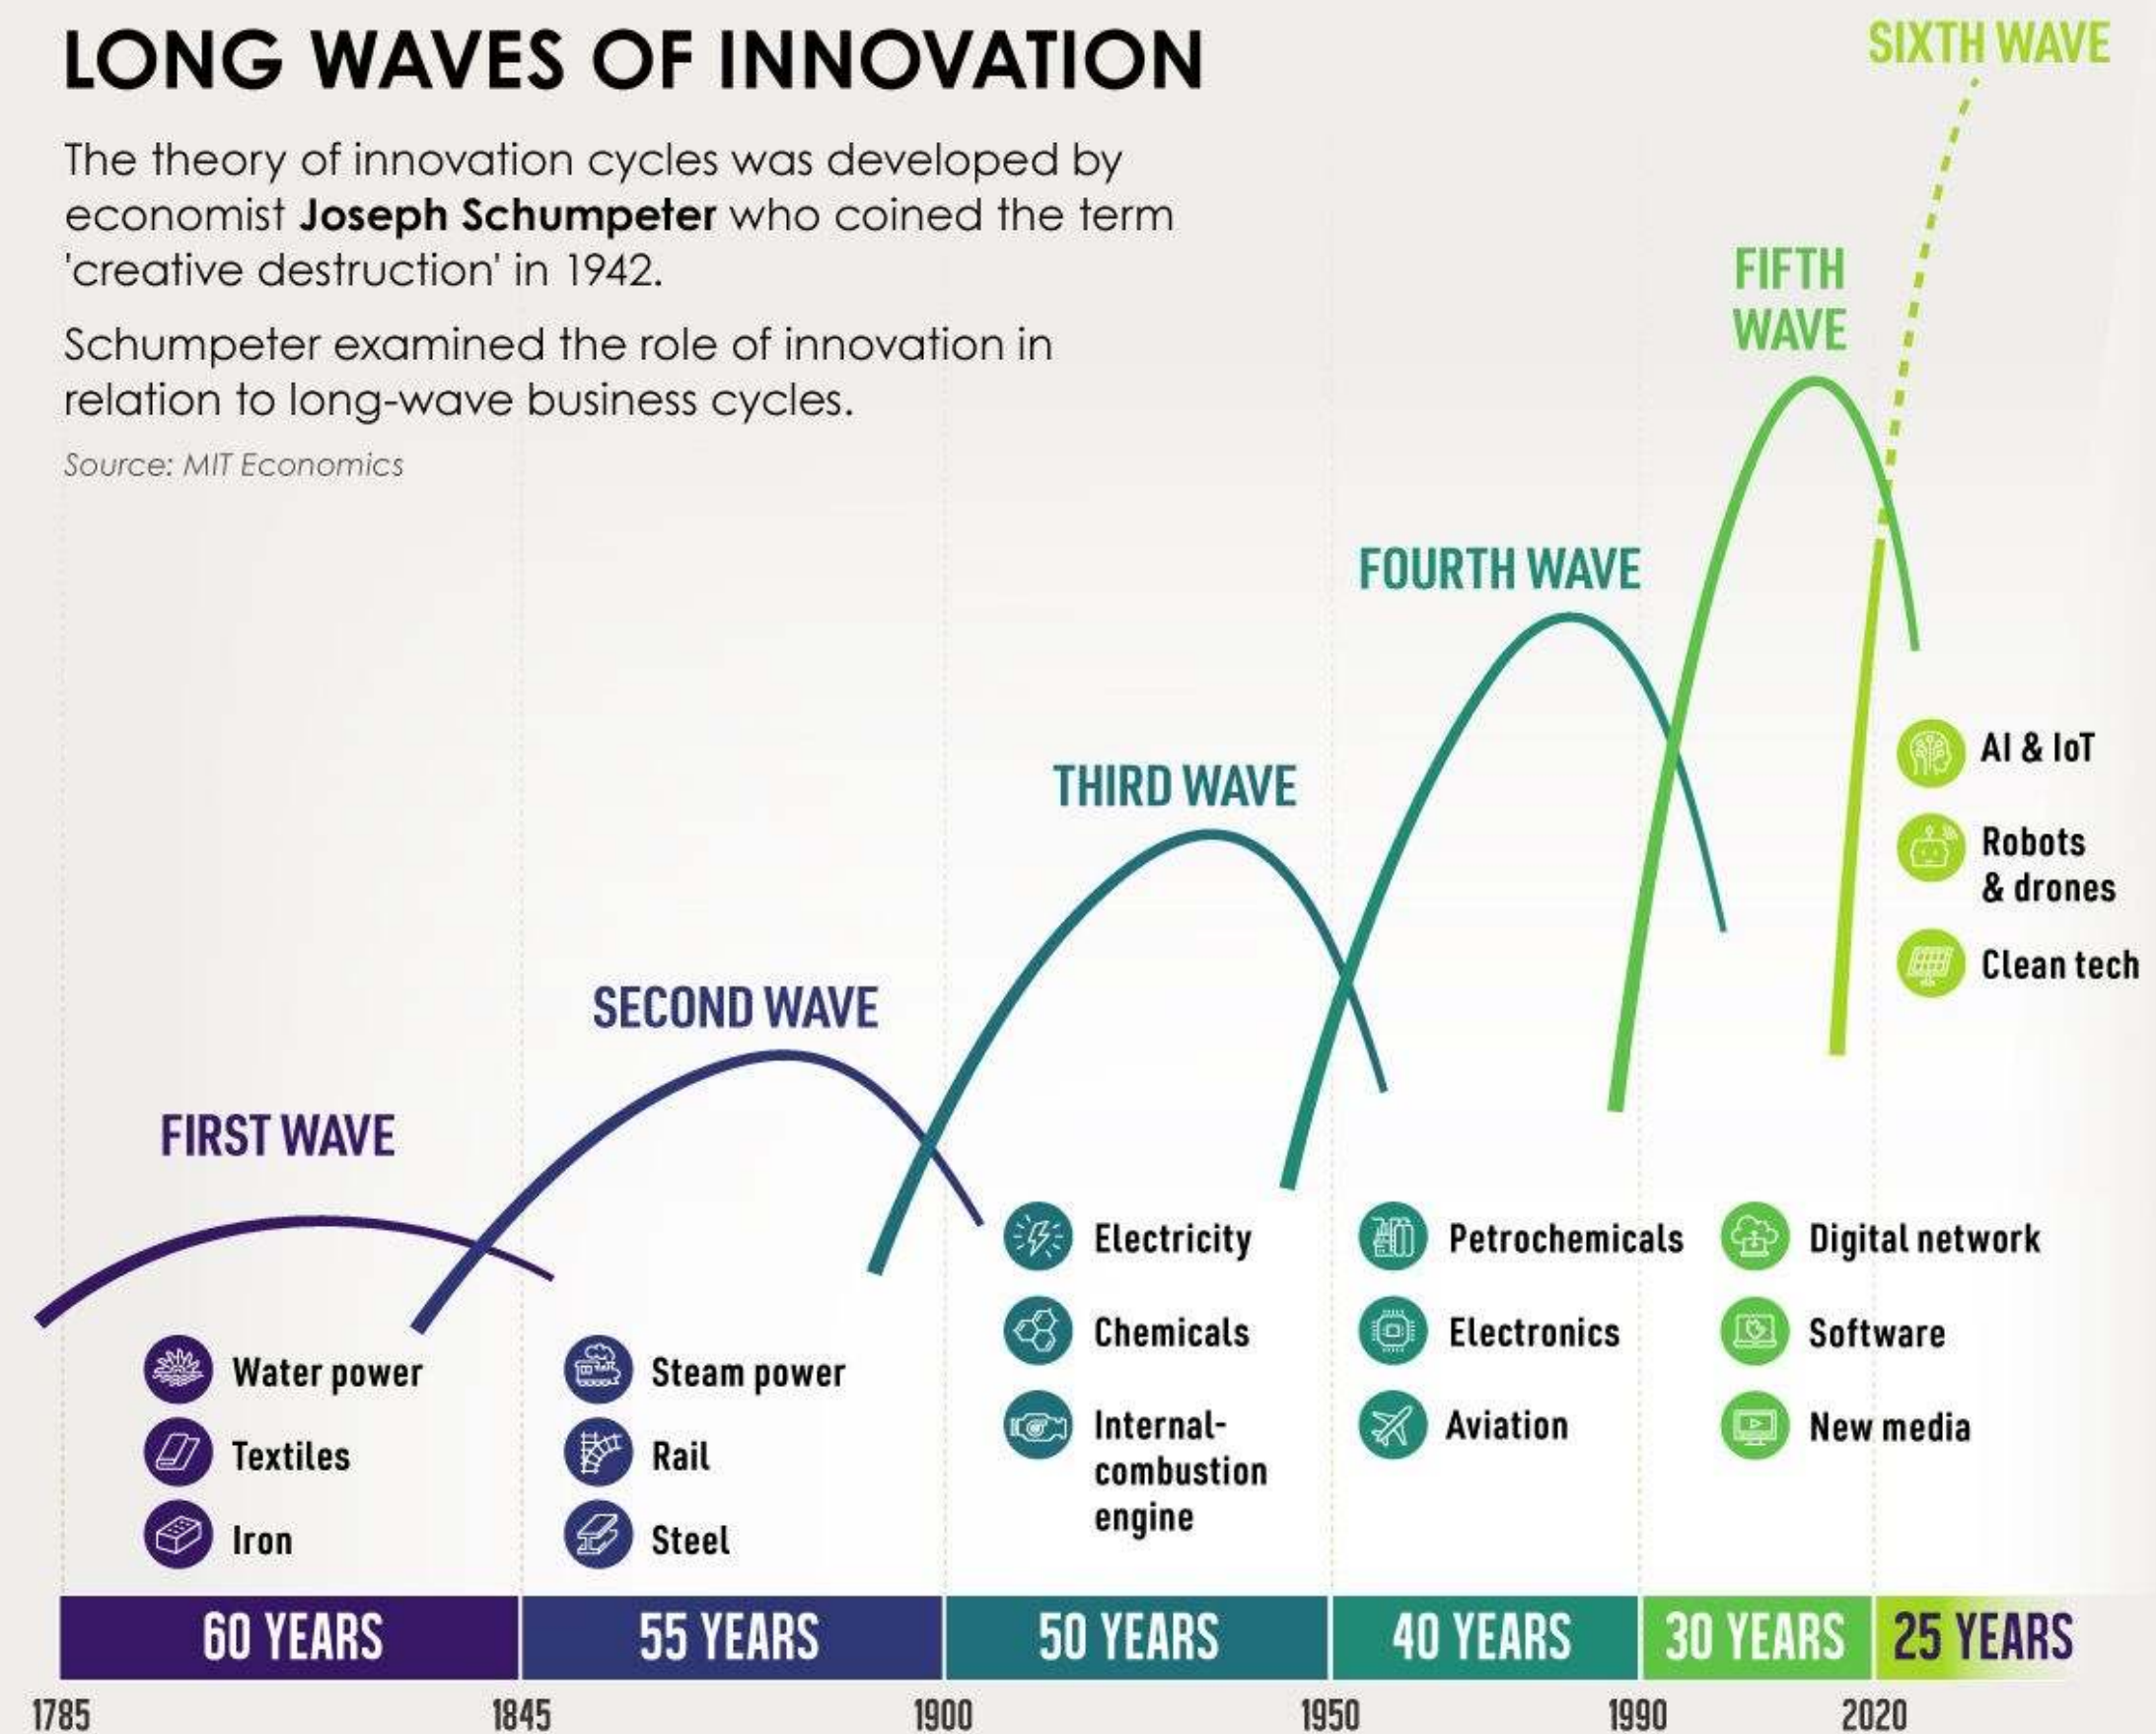 LONG WAVES OF INNOVATION
The theory of innovation cycles was developed by
economist Joseph Schumpeter who coined the term
'creative destruction' in 1942.
Schumpeter examined the role of innovation in
relation to long-wave business cycles.
Source: MIT Economics
FIRST WAVE
Water power
Textiles
Iron
SECOND WAVE
Steam power
Rail
Steel
THIRD WAVE
Electricity
Chemicals
Internal-
combustion
engine
FOURTH WAVE
Petrochemicals
Electronics
Aviation
FIFTH
WAVE
Digital network
Software
New media
SIXTH WAVE
AI & IoT
Robots
& drones
Clean tech
60 YEARS
55 YEARS
50 YEARS
40 YEARS
30 YEARS
25 YEARS
1785
1845
1900
1950
1990
2020